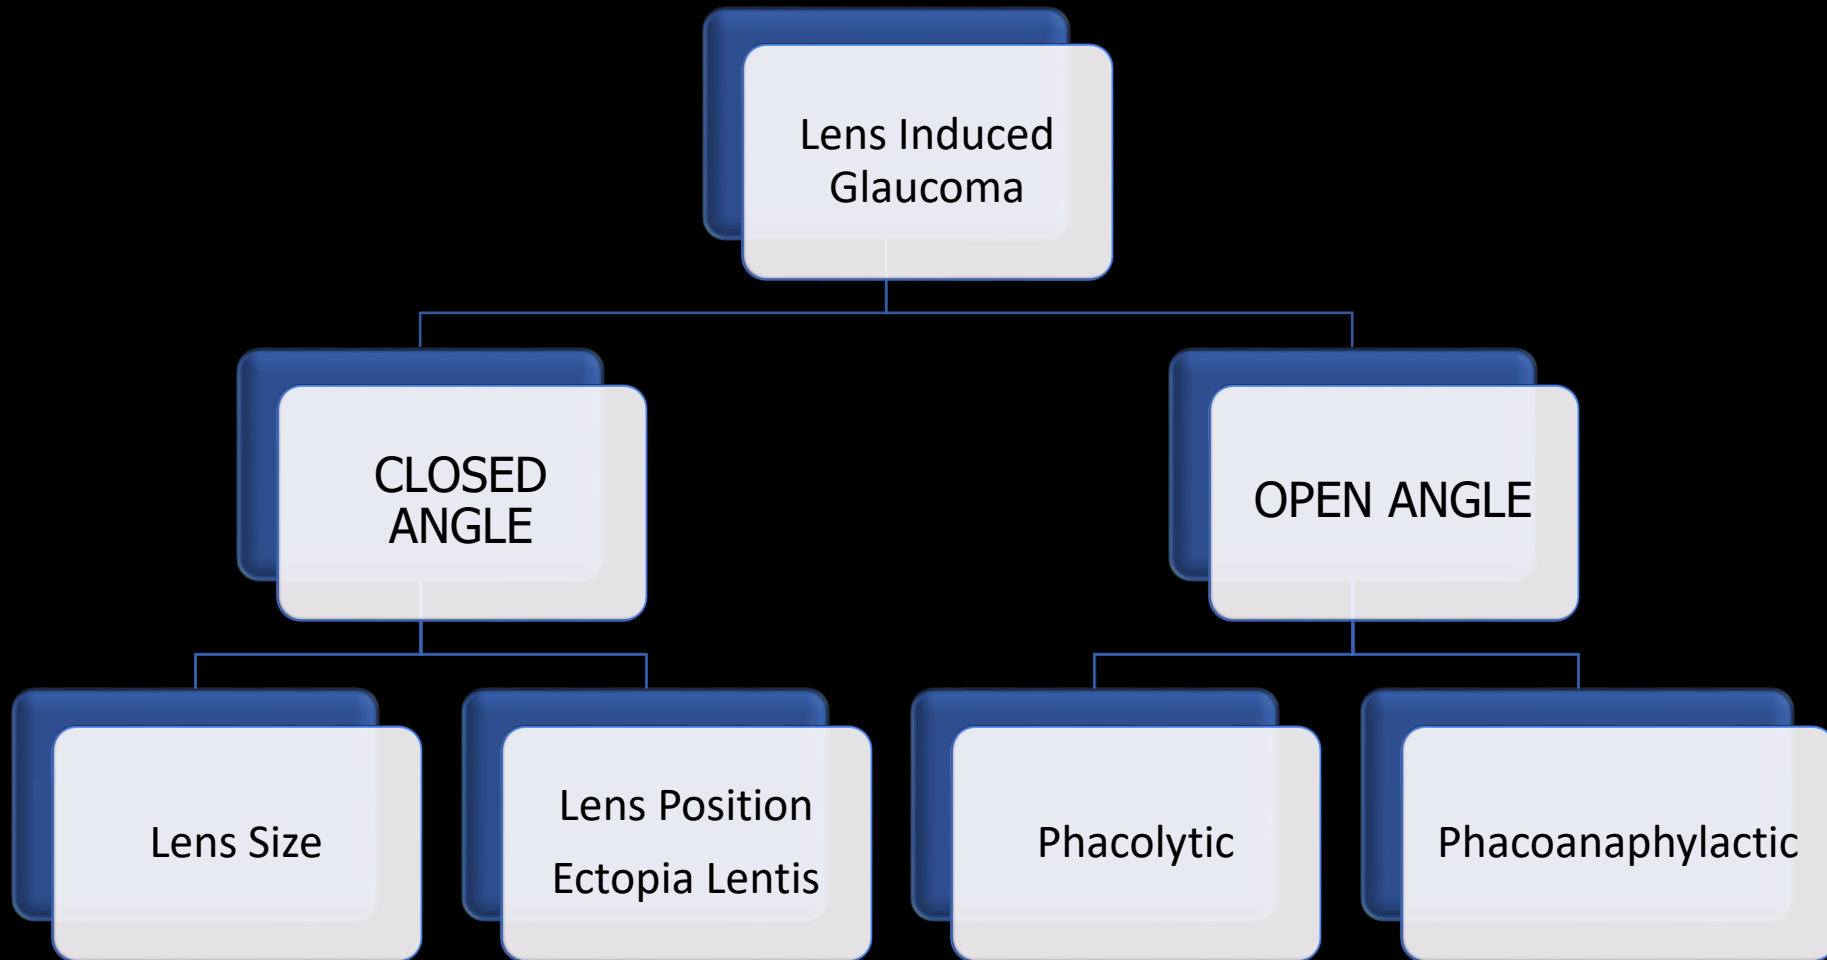 Lens Induced
Glaucoma
CLOSED
ANGLE
OPEN ANGLE
Lens Size
Lens Position
Ectopia Lentis
Phacolytic
Phacoanaphylactic